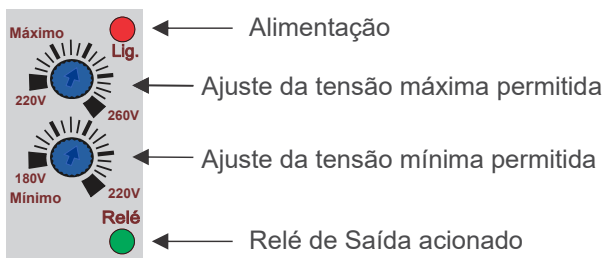 Máximo
Lig.
Alimentação
220V
260V
Ajuste da tensão máxima permitida
180V
220V
Ajuste da tensão mínima permitida
Mínimo
Relé
Relé de Saída acionado